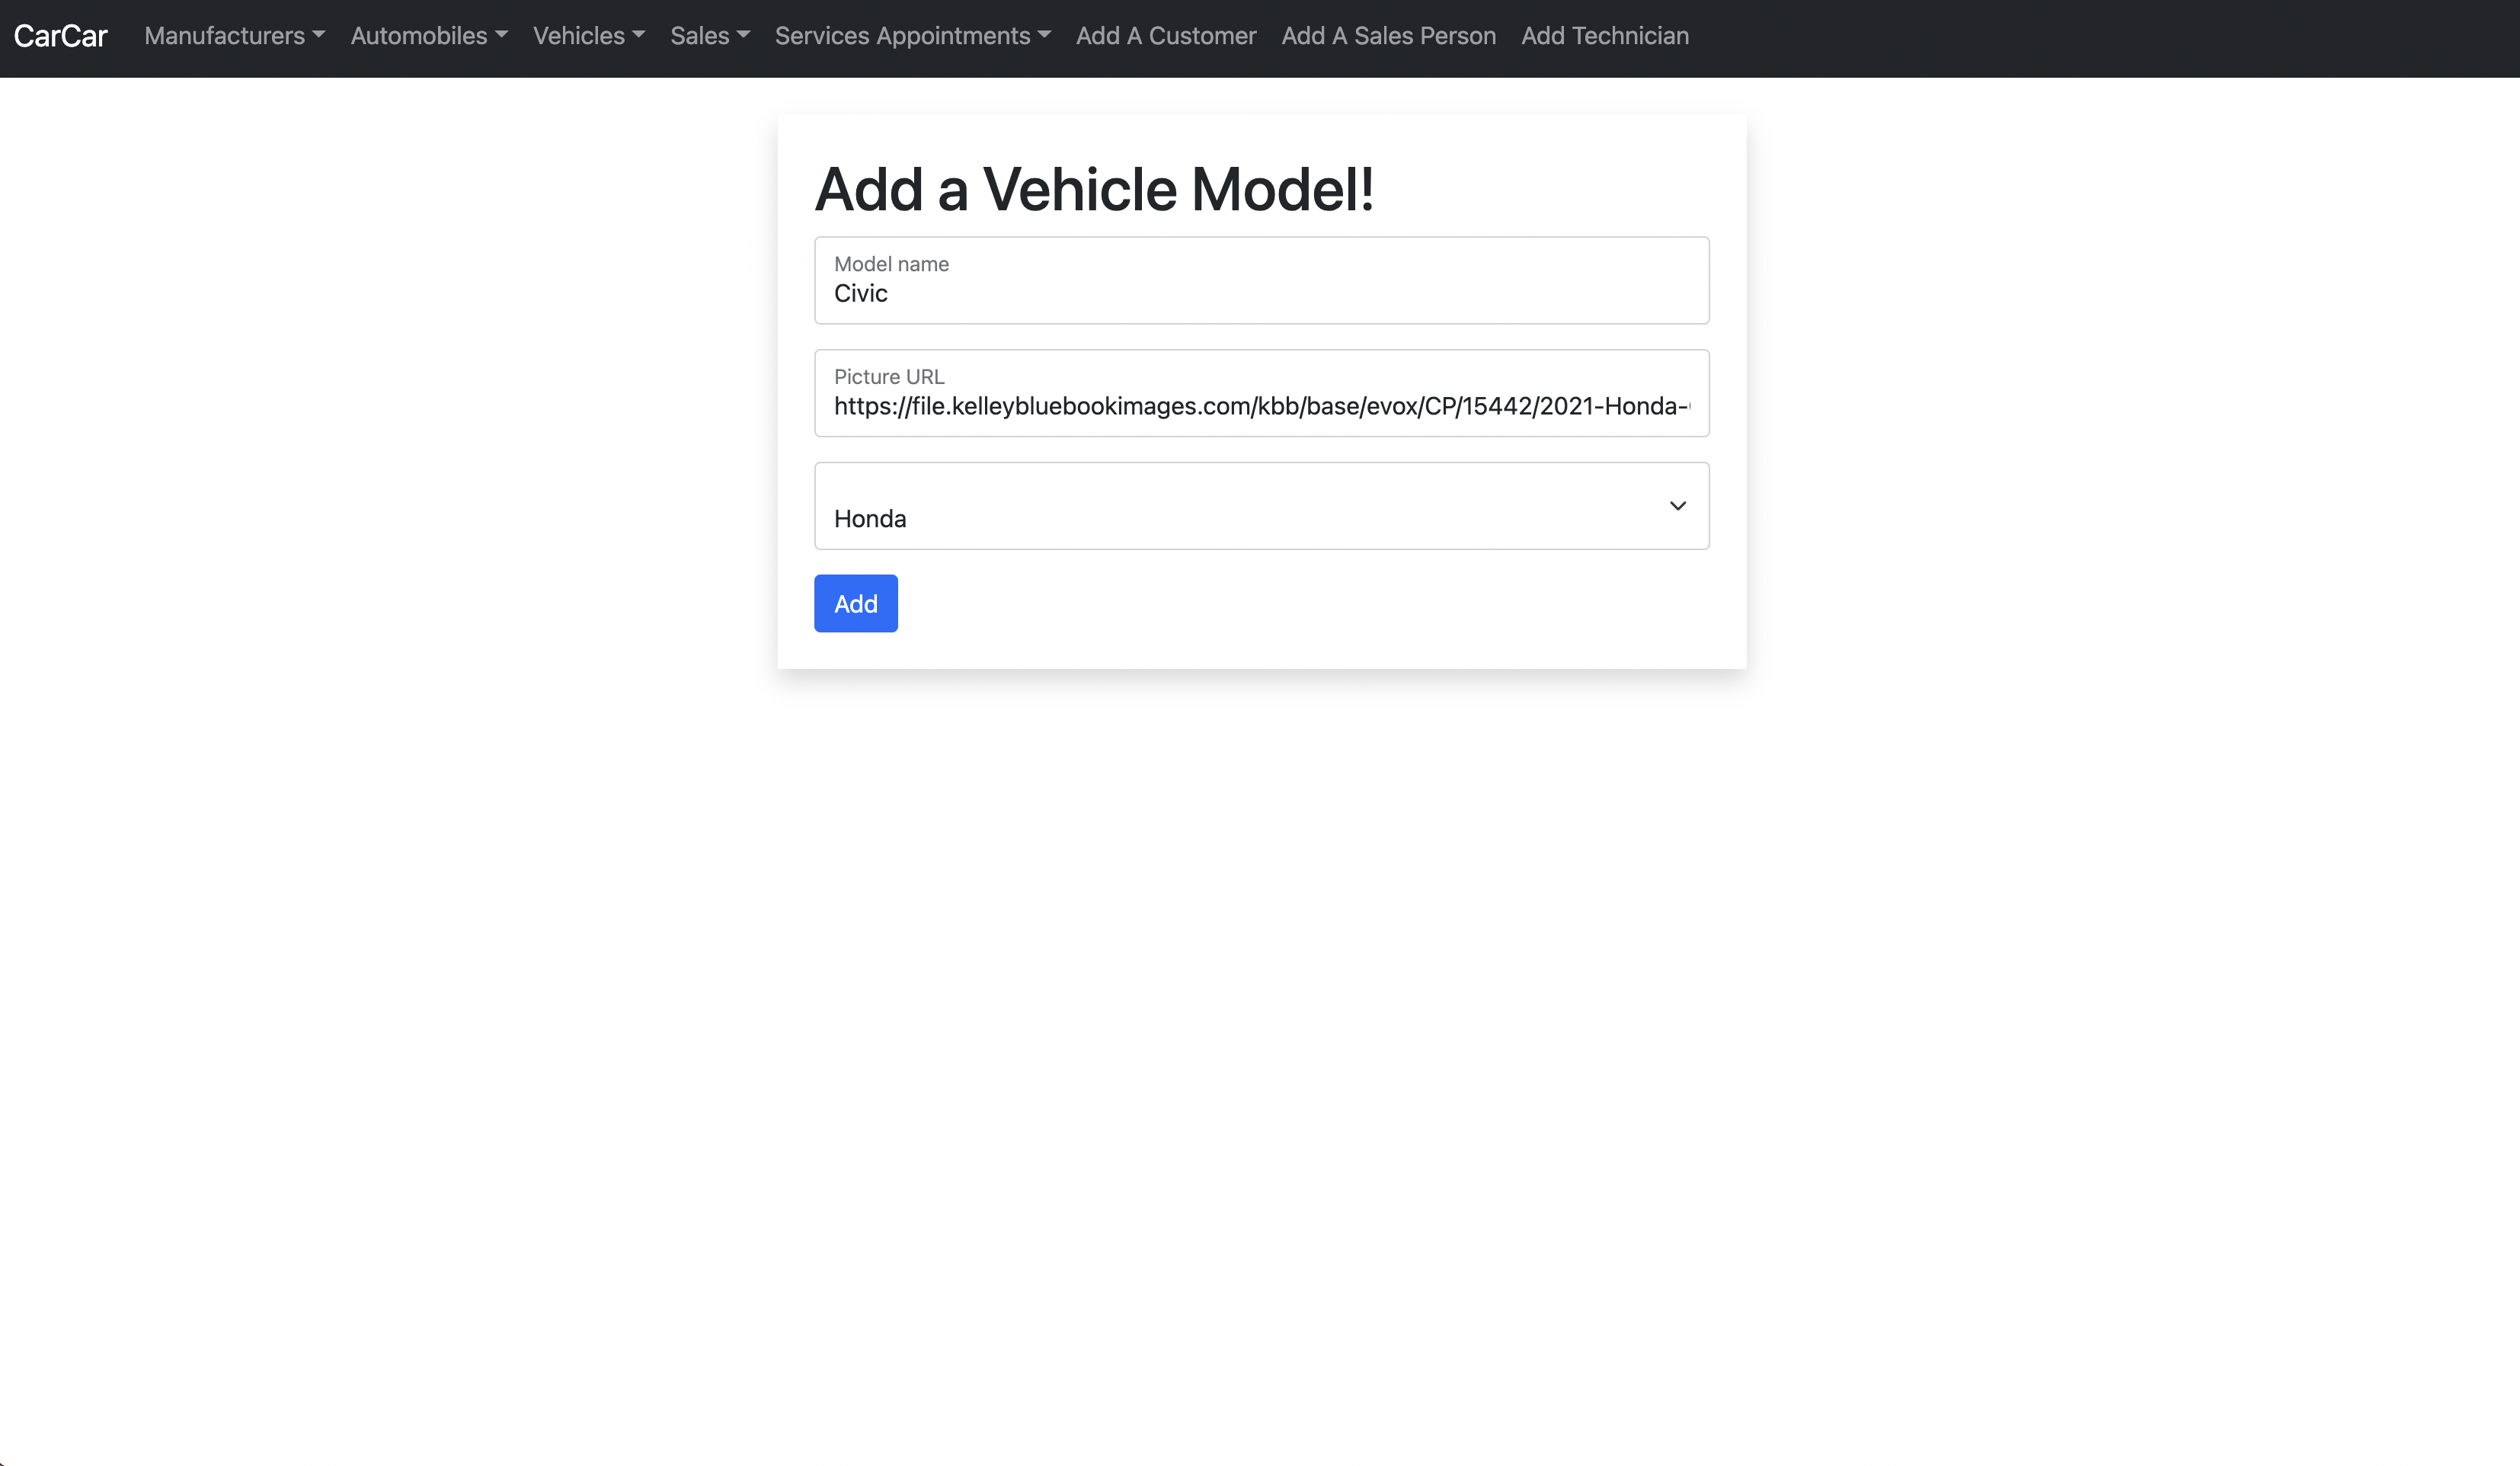 CarCar Manufacturers Automobiles Vehicles Sales Services Appointments Add A Customer Add A Sales Person Add Technician
Add a Vehicle Model!
Model name
Civic
Picture URL
https://file.kelleybluebookimages.com/kbb/base/evox/CP/15442/2021-Honda-
Honda
Add